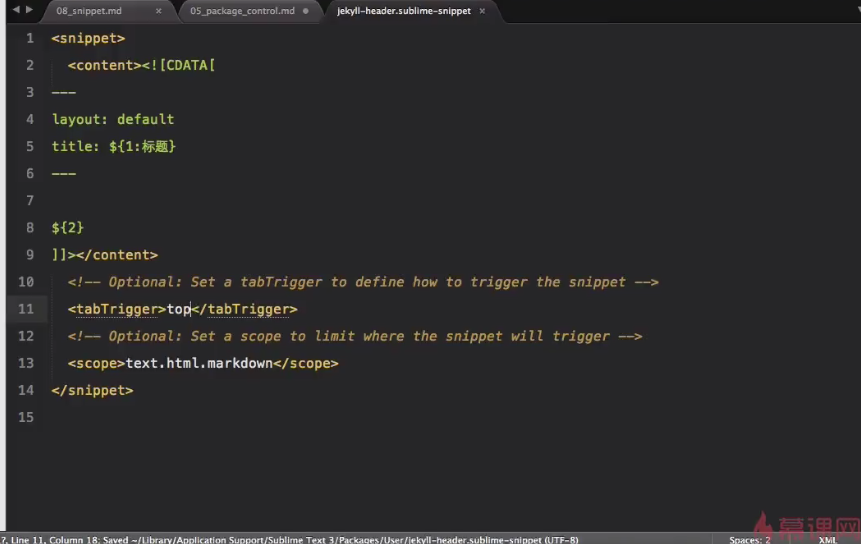 08_snippet.md × 05_package_control.md jekyll-header.sublime-snippet ×
1 <snippet>
2 <content><![CDATA[
3 ---
4 layout: default
5 title: ${1:标题}
6 ---
7
8 ${2}
9 ]]></content>
10 <!-- Optional: Set a tabTrigger to define how to trigger the snippet -->
11 <tabTrigger>top</tabTrigger>
12 <!-- Optional: Set a scope to limit where the snippet will trigger -->
13 <scope>text.html.markdown</scope>
14 </snippet>
15
慕课网
7, Line 11, Column 18; Saved ~/Library/Application Support/Sublime Text 3/Packages/User/jekyll-header.sublime-snippet (UTF-8) Spaces: 2 XML